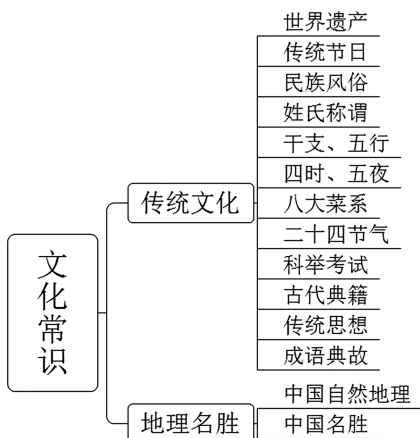 文化常识
传统文化
世界遗产
传统节日
民族风俗
姓氏称谓
干支、五行
四时、五夜
八大菜系
二十四节气
科举考试
古代典籍
传统思想
成语典故
地理名胜
中国自然地理
中国名胜